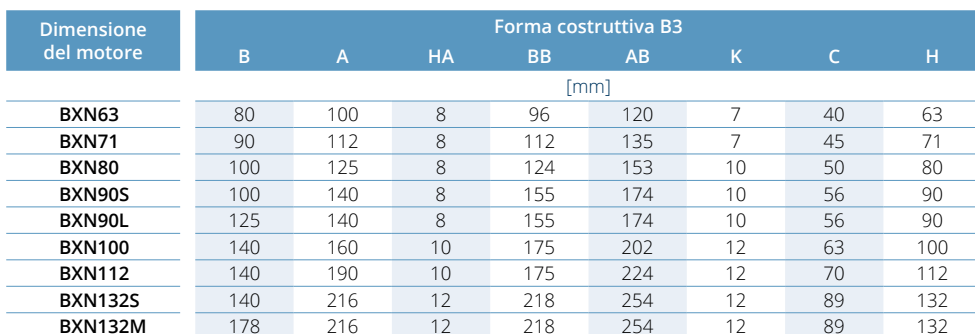 Dimensione del motore Forma costruttiva B3
B A HA BB AB K C H
[mm]
BXN63 80 100 8 96 120 7 40 63
BXN71 90 112 8 112 135 7 45 71
BXN80 100 125 8 124 153 10 50 80
BXN90S 100 140 8 155 174 10 56 90
BXN90L 125 140 8 155 174 10 56 90
BXN100 140 160 10 175 202 12 63 100
BXN112 140 190 10 175 224 12 70 112
BXN132S 140 216 12 218 254 12 89 132
BXN132M 178 216 12 218 254 12 89 132